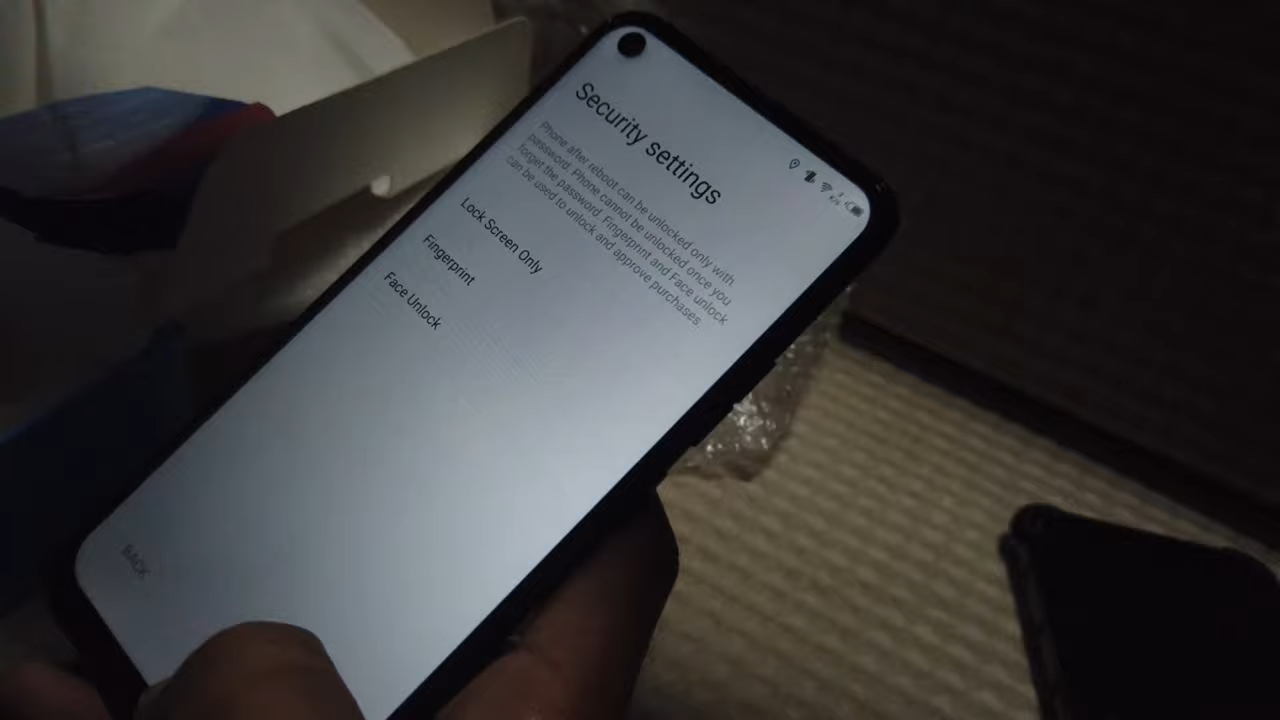 Security settings
Phone after reboot can be unlocked only with
password. Phone cannot be unlocked once you
forget the password. Fingerprint and Face unlock
can be used to unlock and approve purchases.
Lock Screen Only
Fingerprint
Face Unlock
BACK